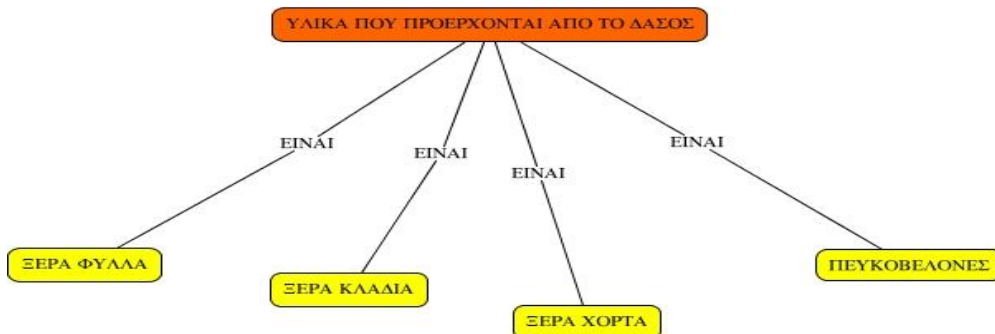 ΥΛΙΚΑ ΠΟΥ ΠΡΟΕΡΧΟΝΤΑΙ ΑΠΟ ΤΟ ΔΑΣΟΣ
ΕΙΝΑΙ
ΕΙΝΑΙ
ΕΙΝΑΙ
ΕΙΝΑΙ
ΞΕΡΑ ΦΥΛΛΑ
ΞΕΡΑ ΚΛΑΔΙΑ
ΞΕΡΑ ΧΟΡΤΑ
ΠΕΥΚΟΒΕΛΟΝΕΣ